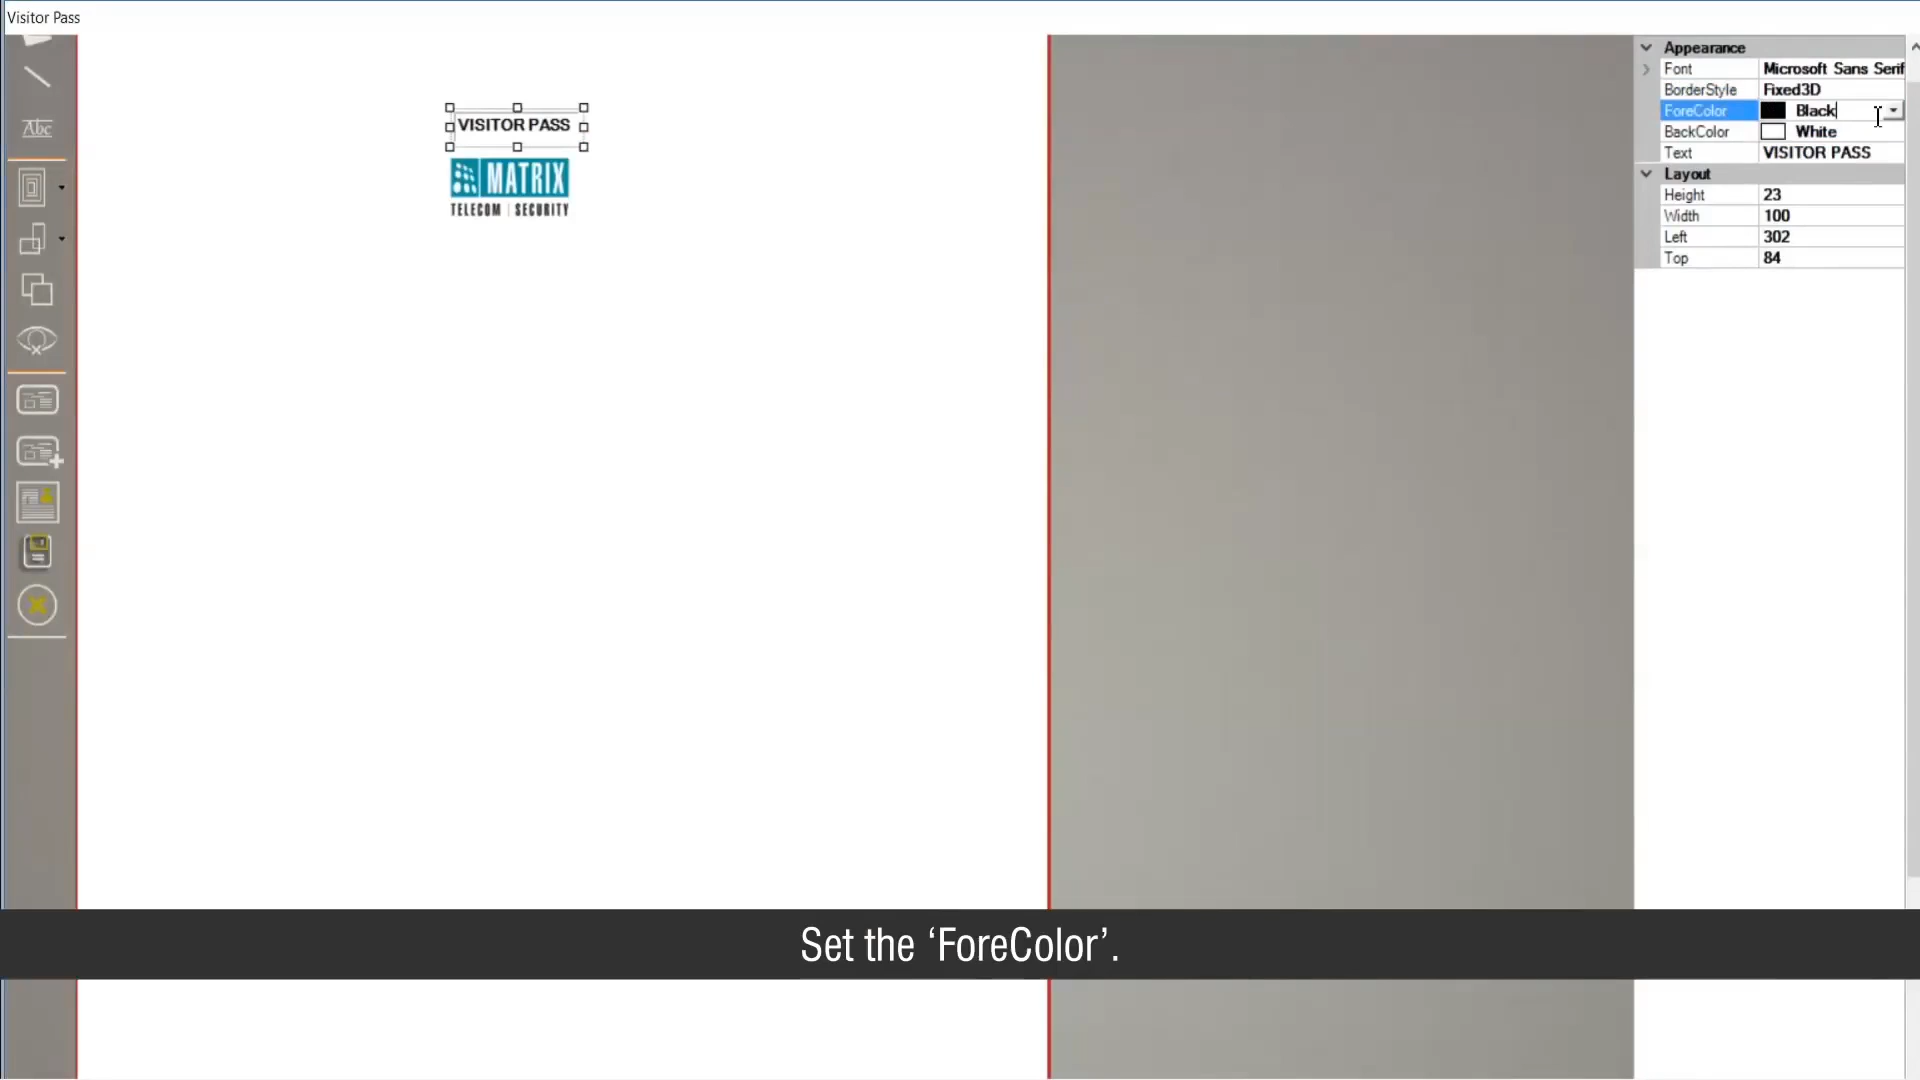 Visitor Pass
Abc
VISITOR PASS
MATRIX
TELECOM | SECURITY
Appearance
Font Microsoft Sans Serif
BorderStyle Fixed3D
ForeColor Black
BackColor White
Text VISITOR PASS
Layout
Height 23
Width 100
Left 302
Top 84
Set the ‘ForeColor’.